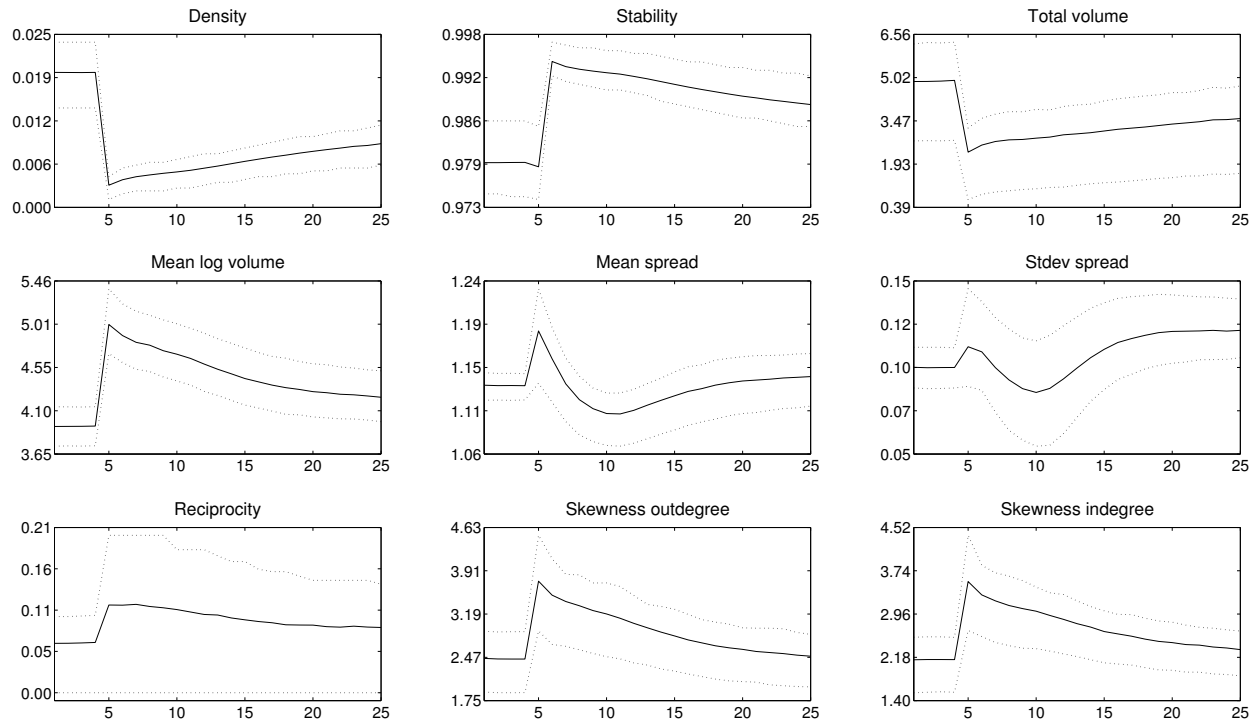 Density
0.025
0.019
0.012
0.006
0.000
5 10 15 20 25
Stability
0.998
0.992
0.986
0.979
0.973
5 10 15 20 25
Total volume
6.56
5.02
3.47
1.93
0.39
5 10 15 20 25
Mean log volume
5.46
5.01
4.55
4.10
3.65
5 10 15 20 25
Mean spread
1.24
1.19
1.15
1.11
1.06
5 10 15 20 25
Stdev spread
0.15
0.12
0.10
0.07
0.05
5 10 15 20 25
Reciprocity
0.21
0.16
0.11
0.05
0.00
5 10 15 20 25
Skewness outdegree
4.63
3.91
3.19
2.47
1.75
5 10 15 20 25
Skewness indegree
4.52
3.74
2.96
2.18
1.40
5 10 15 20 25